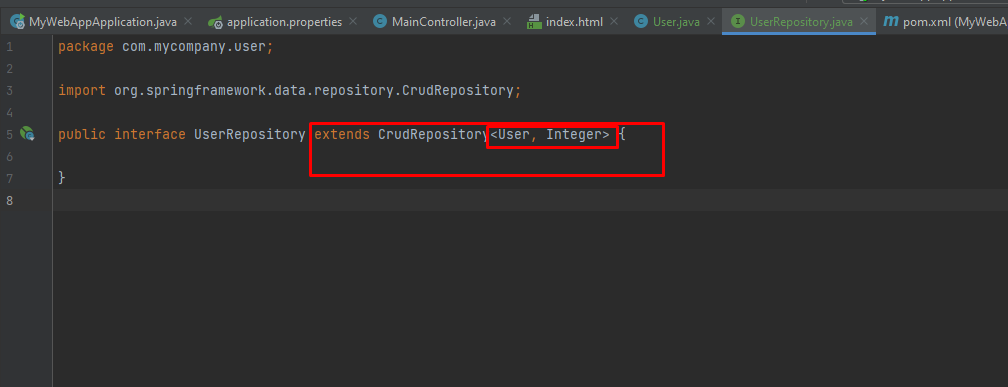 MyWebAppApplication.java application.properties MainController.java index.html User.java UserRepository.java pom.xml (MyWebA
1 package com.mycompany.user;
2
3 import org.springframework.data.repository.CrudRepository;
4
5 public interface UserRepository extends CrudRepository<User, Integer> {
6
7 }
8